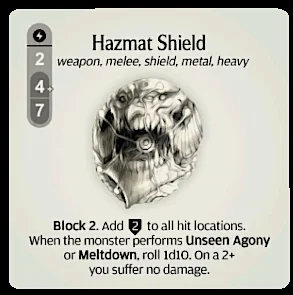 Hazmat Shield
weapon, melee, shield, metal, heavy
2
4
7
Block 2. Add 2 to all hit locations.
When the monster performs Unseen Agony
or Meltdown, roll 1d10. On a 2+
you suffer no damage.